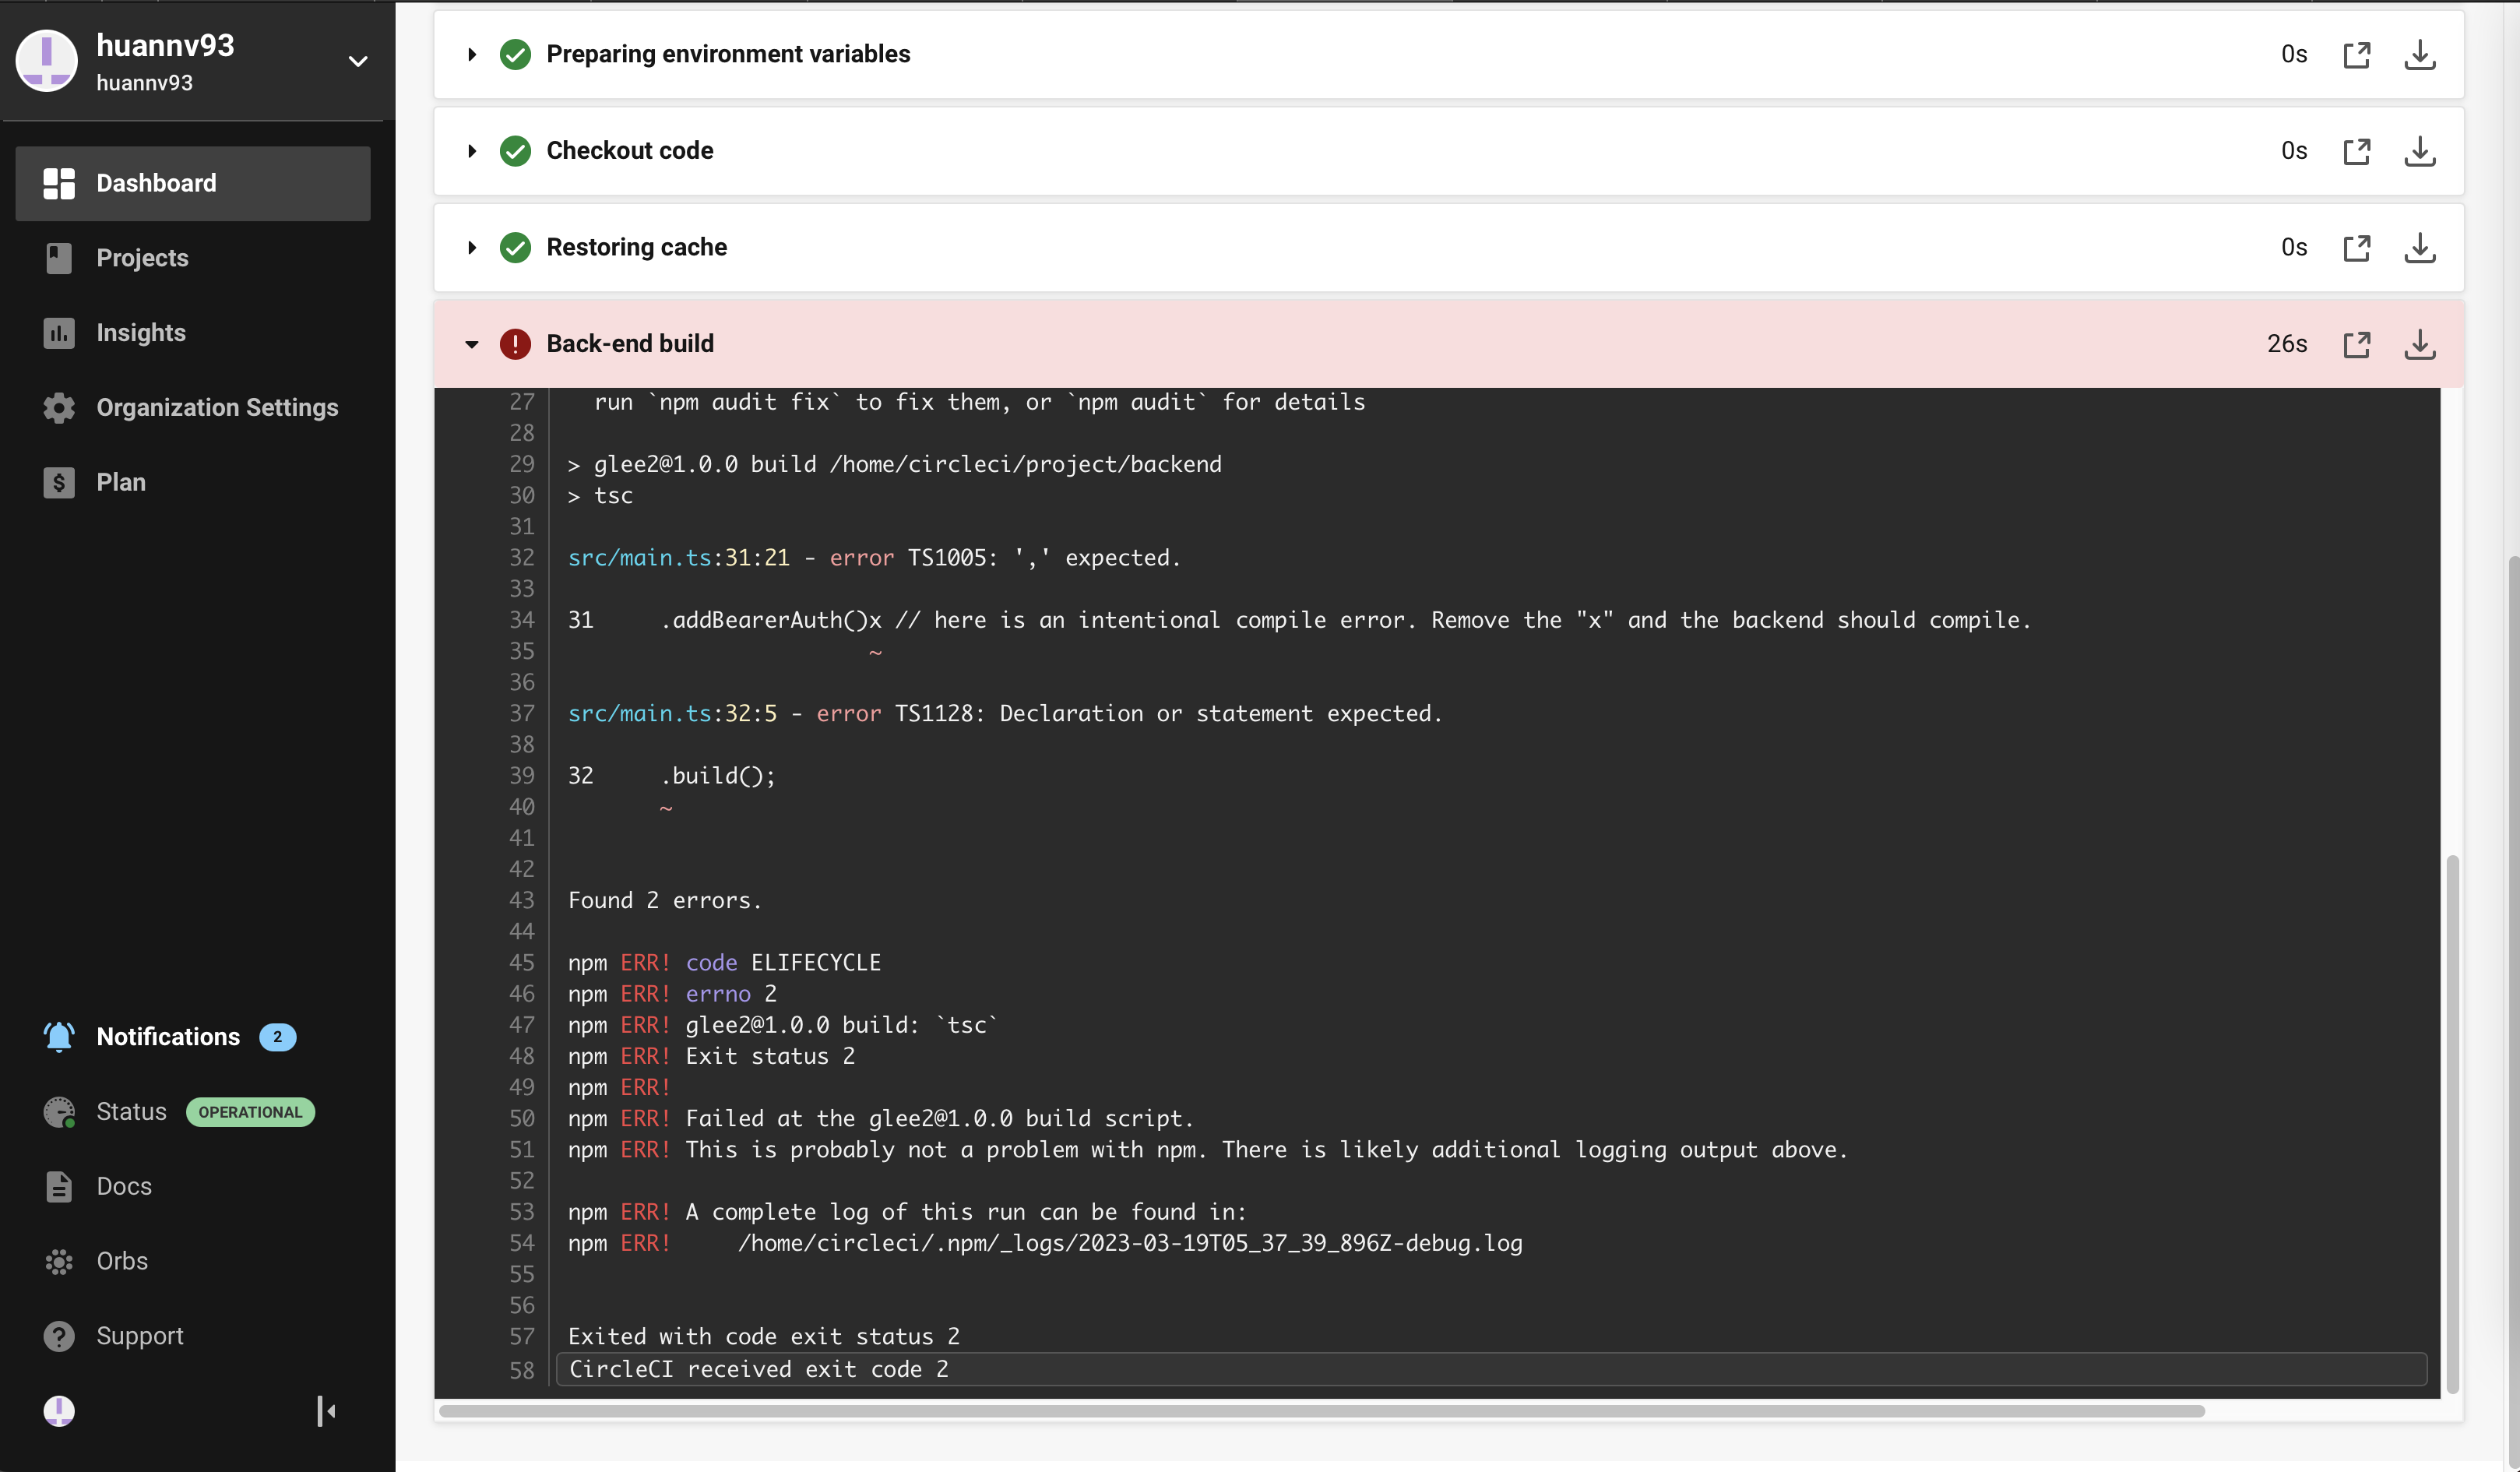 huannv93
huannv93
Dashboard
Projects
Insights
Organization Settings
Plan
Notifications 2
Status OPERATIONAL
Docs
Orbs
Support
Preparing environment variables 0s
Checkout code 0s
Restoring cache 0s
Back-end build 26s
27 run `npm audit fix` to fix them, or `npm audit` for details
28
29 > glee2@1.0.0 build /home/circleci/project/backend
30 > tsc
31
32 src/main.ts:31:21 - error TS1005: ',' expected.
33
34 31 .addBearerAuth()x // here is an intentional compile error. Remove the "x" and the backend should compile.
35 ~
36
37 src/main.ts:32:5 - error TS1128: Declaration or statement expected.
38
39 32 .build();
40 ~
41
42
43 Found 2 errors.
44
45 npm ERR! code ELIFECYCLE
46 npm ERR! errno 2
47 npm ERR! glee2@1.0.0 build: `tsc`
48 npm ERR! Exit status 2
49 npm ERR!
50 npm ERR! Failed at the glee2@1.0.0 build script.
51 npm ERR! This is probably not a problem with npm. There is likely additional logging output above.
52
53 npm ERR! A complete log of this run can be found in:
54 npm ERR! /home/circleci/.npm/_logs/2023-03-19T05_37_39_896Z-debug.log
55
56
57 Exited with code exit status 2
58 CircleCI received exit code 2